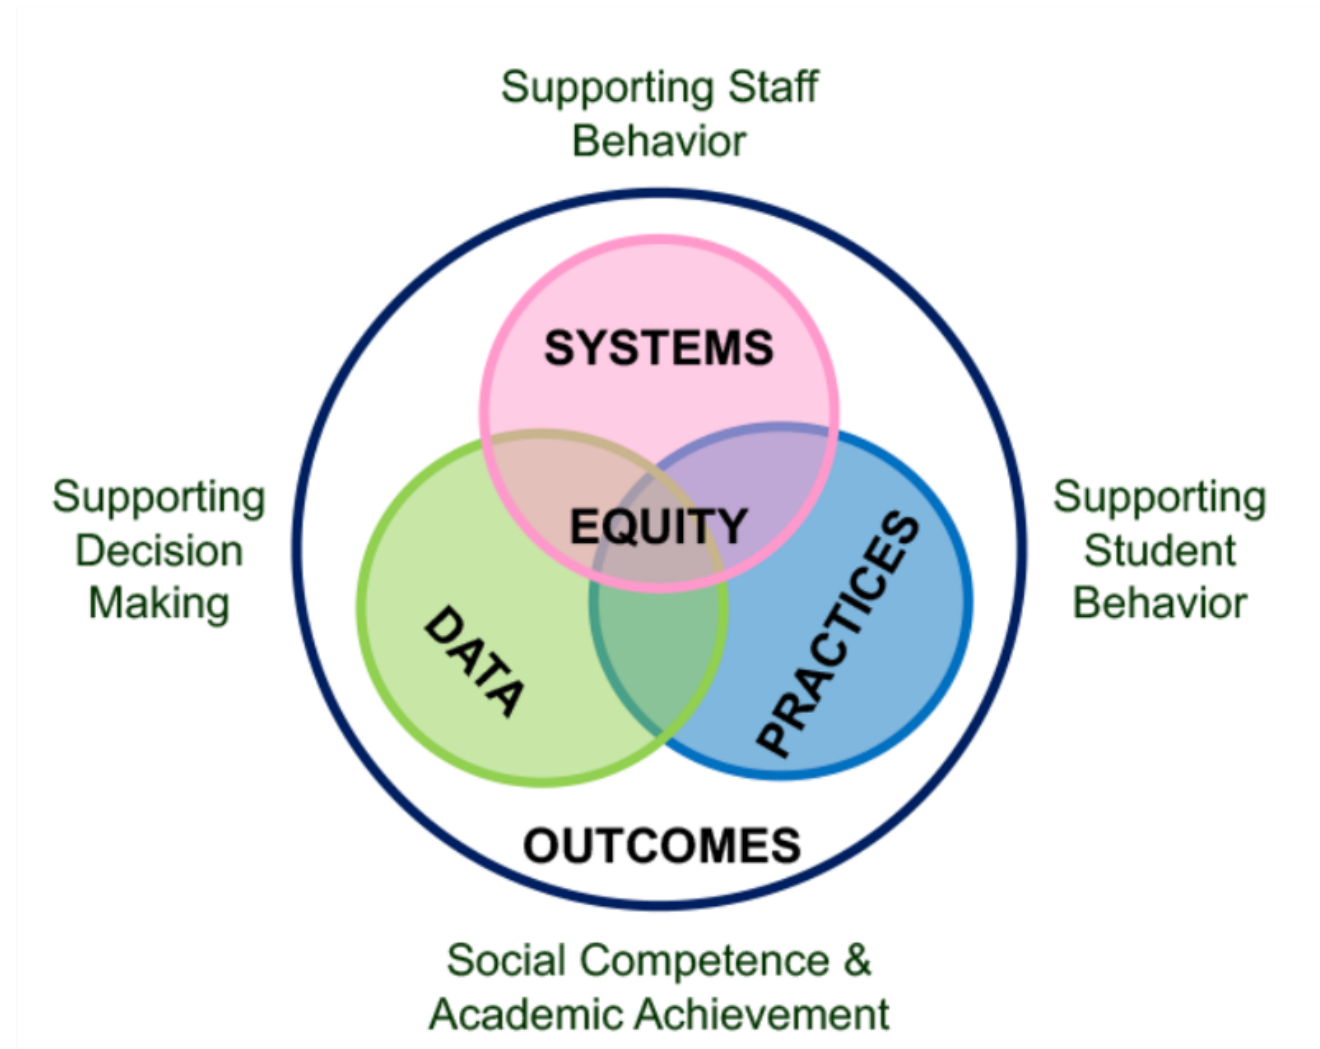 Supporting Staff
Behavior
SYSTEMS
Supporting
Decision
Making
EQUITY
DATA
PRACTICES
Supporting
Student
Behavior
OUTCOMES
Social Competence &
Academic Achievement